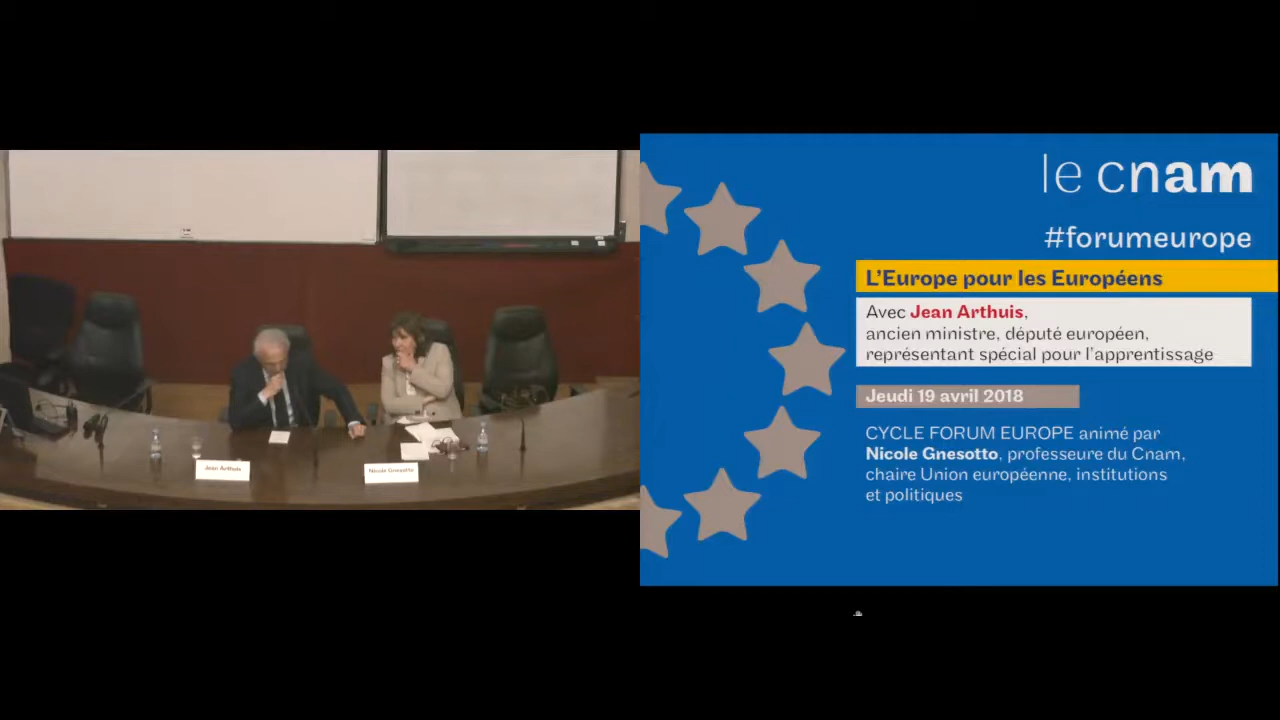 le cnam
#forumeurope
L'Europe pour les Européens
Avec Jean Arthuis,
ancien ministre, député européen,
représentant spécial pour l'apprentissage
Jeudi 19 avril 2018
CYCLE FORUM EUROPE animé par
Nicole Gnesotto, professeure du Cnam,
chaire Union européenne, institutions
et politiques
Jean Arthuis
Nicole Gnesotto